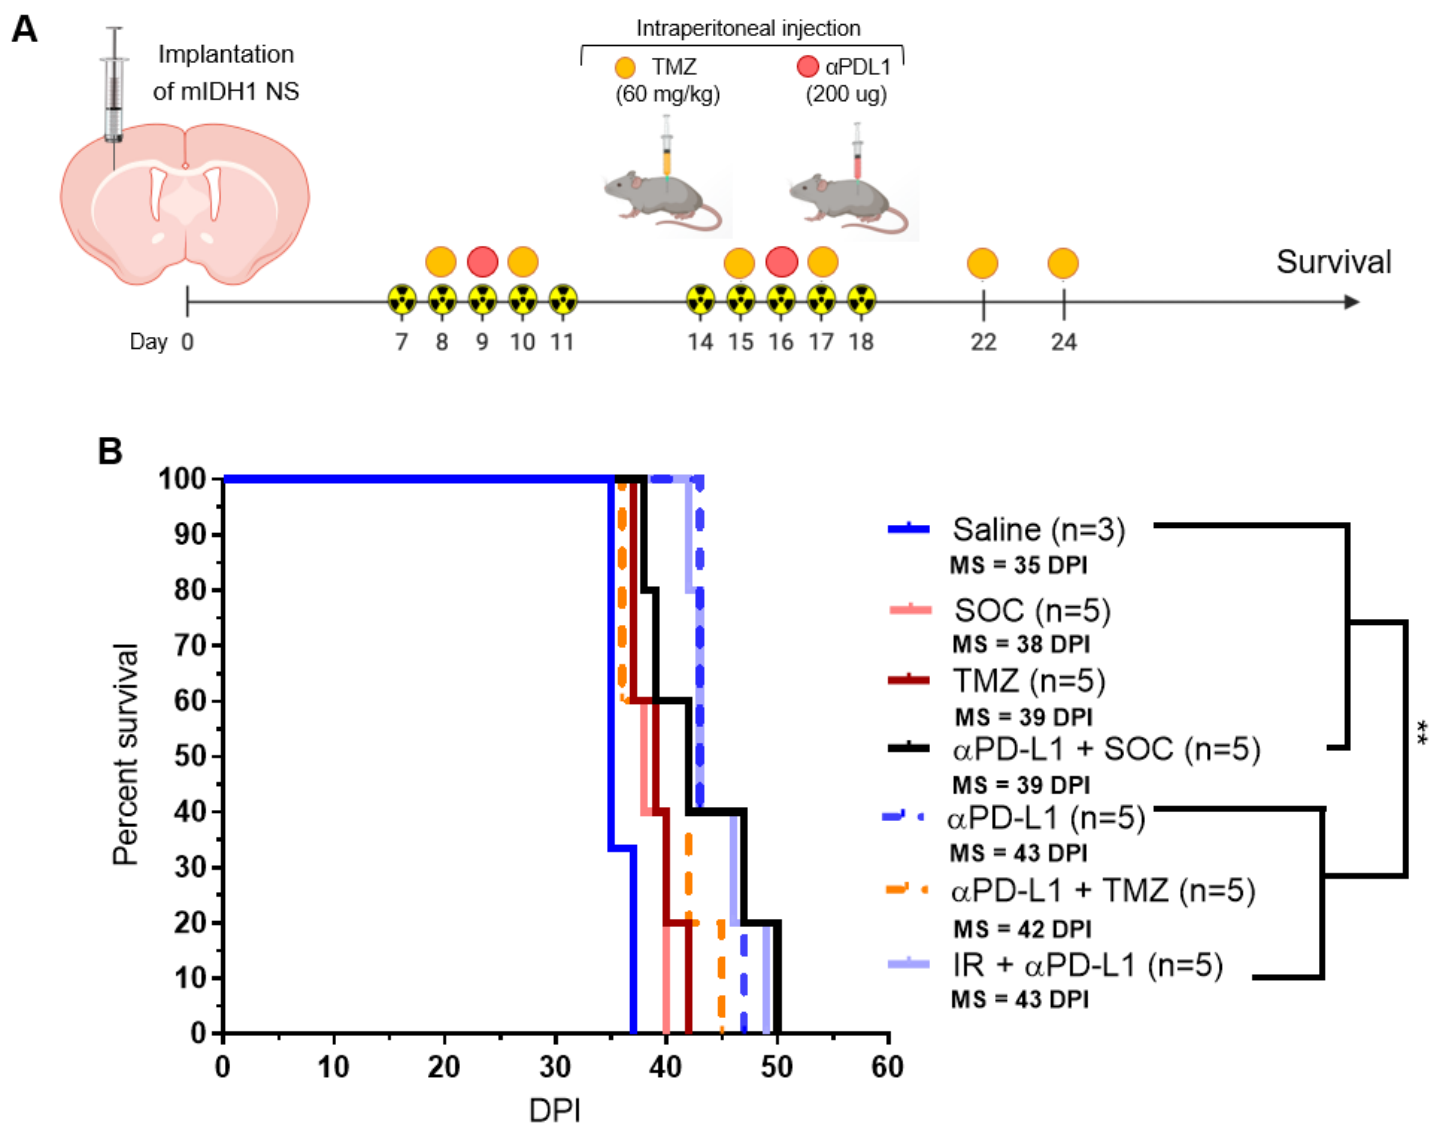 A
Implantation
of mIDH1 NS
Intraperitoneal injection
TMZ
(60 mg/kg)
αPDL1
(200 ug)
Survival
Day 0 7 8 9 10 11 14 15 16 17 18 22 24
B
Percent survival
100
90
80
70
60
50
40
30
20
10
0
0 10 20 30 40 50 60
DPI
Saline (n=3)
MS = 35 DPI
SOC (n=5)
MS = 38 DPI
TMZ (n=5)
MS = 39 DPI
αPD-L1 + SOC (n=5)
MS = 39 DPI
αPD-L1 (n=5)
MS = 43 DPI
αPD-L1 + TMZ (n=5)
MS = 42 DPI
IR + αPD-L1 (n=5)
MS = 43 DPI
**